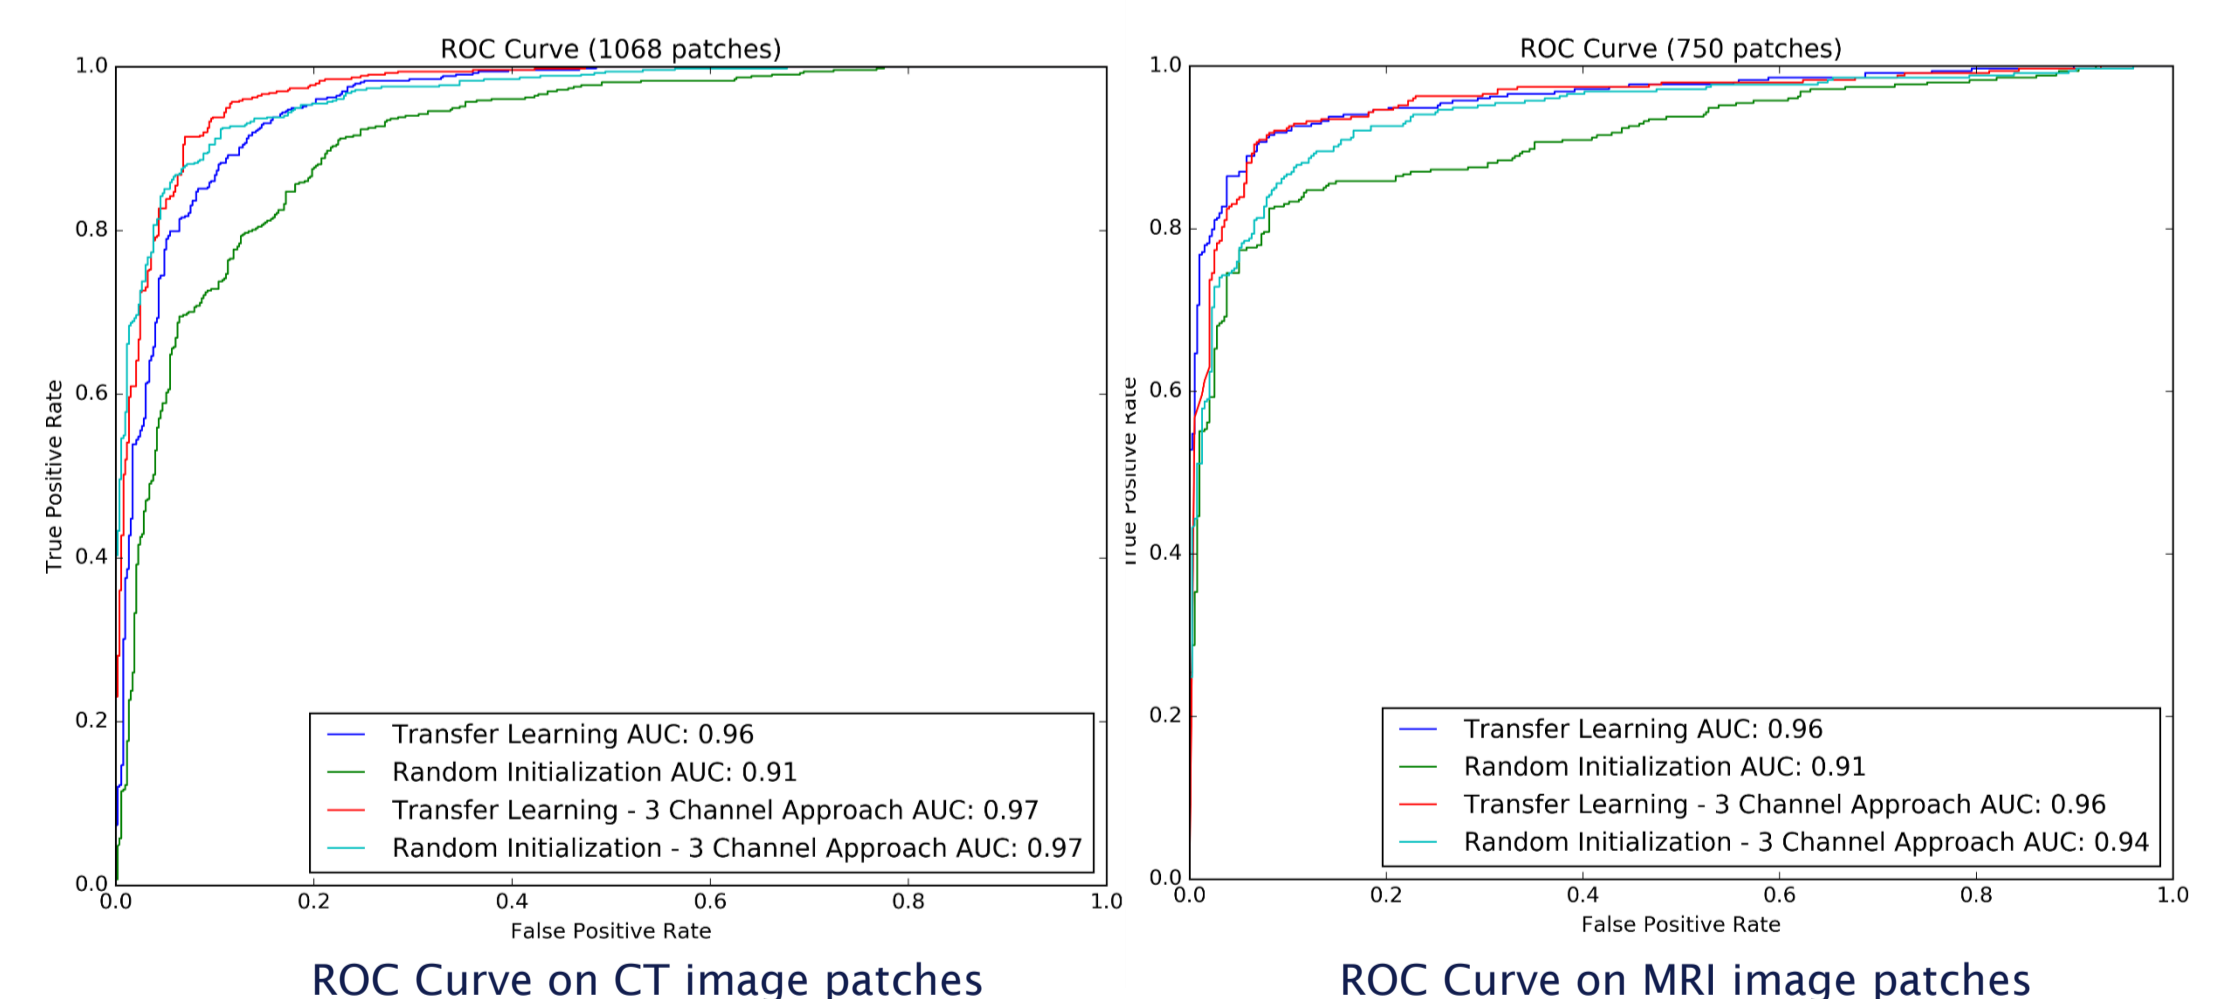 ROC Curve (1068 patches)
1.0
0.8
0.6
0.4
0.2
0.0
True Positive Rate
Transfer Learning AUC: 0.96
Random Initialization AUC: 0.91
Transfer Learning - 3 Channel Approach AUC: 0.97
Random Initialization - 3 Channel Approach AUC: 0.97
0.0 0.2 0.4 0.6 0.8 1.0
False Positive Rate
ROC Curve on CT image patches
ROC Curve (750 patches)
1.0
0.8
0.6
0.4
0.2
0.0
True Positive Rate
Transfer Learning AUC: 0.96
Random Initialization AUC: 0.91
Transfer Learning - 3 Channel Approach AUC: 0.96
Random Initialization - 3 Channel Approach AUC: 0.94
0.0 0.2 0.4 0.6 0.8 1.0
False Positive Rate
ROC Curve on MRI image patches